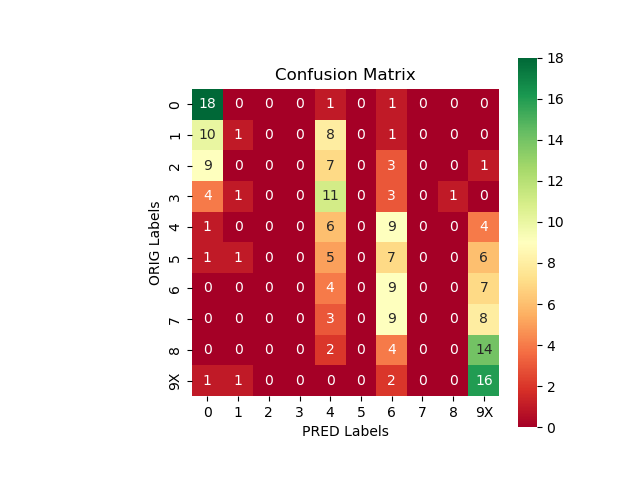 Confusion Matrix
0 18 0 0 0 1 0 1 0 0 0
1 10 1 0 0 8 0 1 0 0 0
2 9 0 0 0 7 0 3 0 0 1
3 4 1 0 0 11 0 3 0 1 0
4 1 0 0 0 6 0 9 0 0 4
5 1 1 0 0 5 0 7 0 0 6
6 0 0 0 0 4 0 9 0 0 7
7 0 0 0 0 3 0 9 0 0 8
8 0 0 0 0 2 0 4 0 0 14
9X 1 1 0 0 0 0 2 0 0 16
0 1 2 3 4 5 6 7 8 9X
PRED Labels
ORIG Labels
18
16
14
12
10
8
6
4
2
0